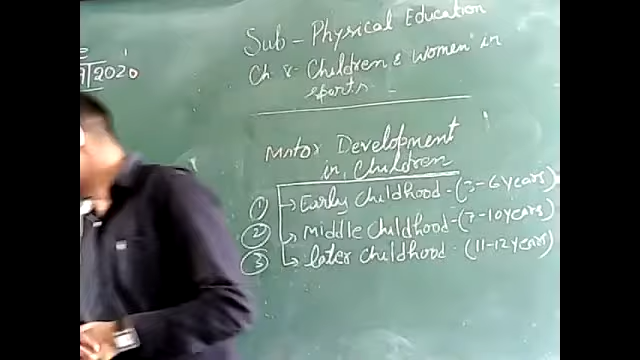 2020
Sub - Physical Education
Ch 8 - Children & Women in
sports -
Motor Development
in Children
① → Early childhood - (3-6 years)
② → Middle childhood - (7-10 years)
③ → later childhood - (11-12 years)